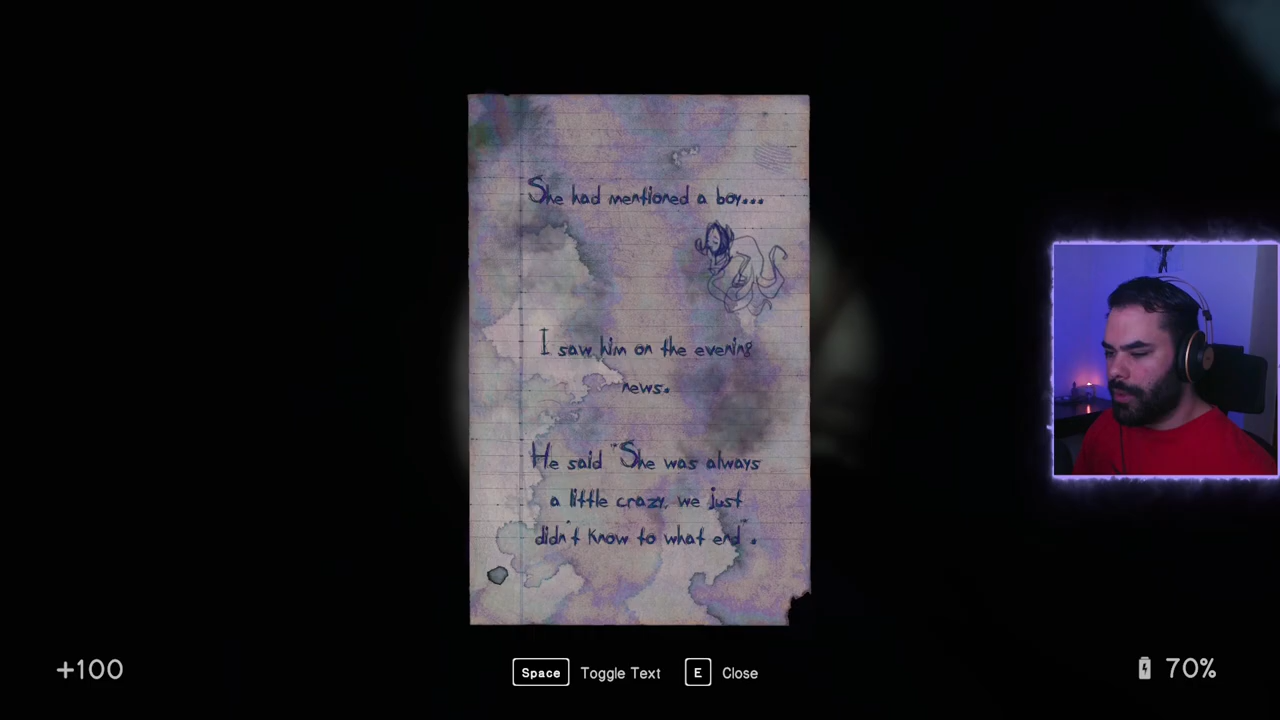 She had mentioned a boy...
I saw him on the evening
news.
He said "She was always
a little crazy, we just
didn't know to what end".
+100
Space Toggle Text E Close
70%